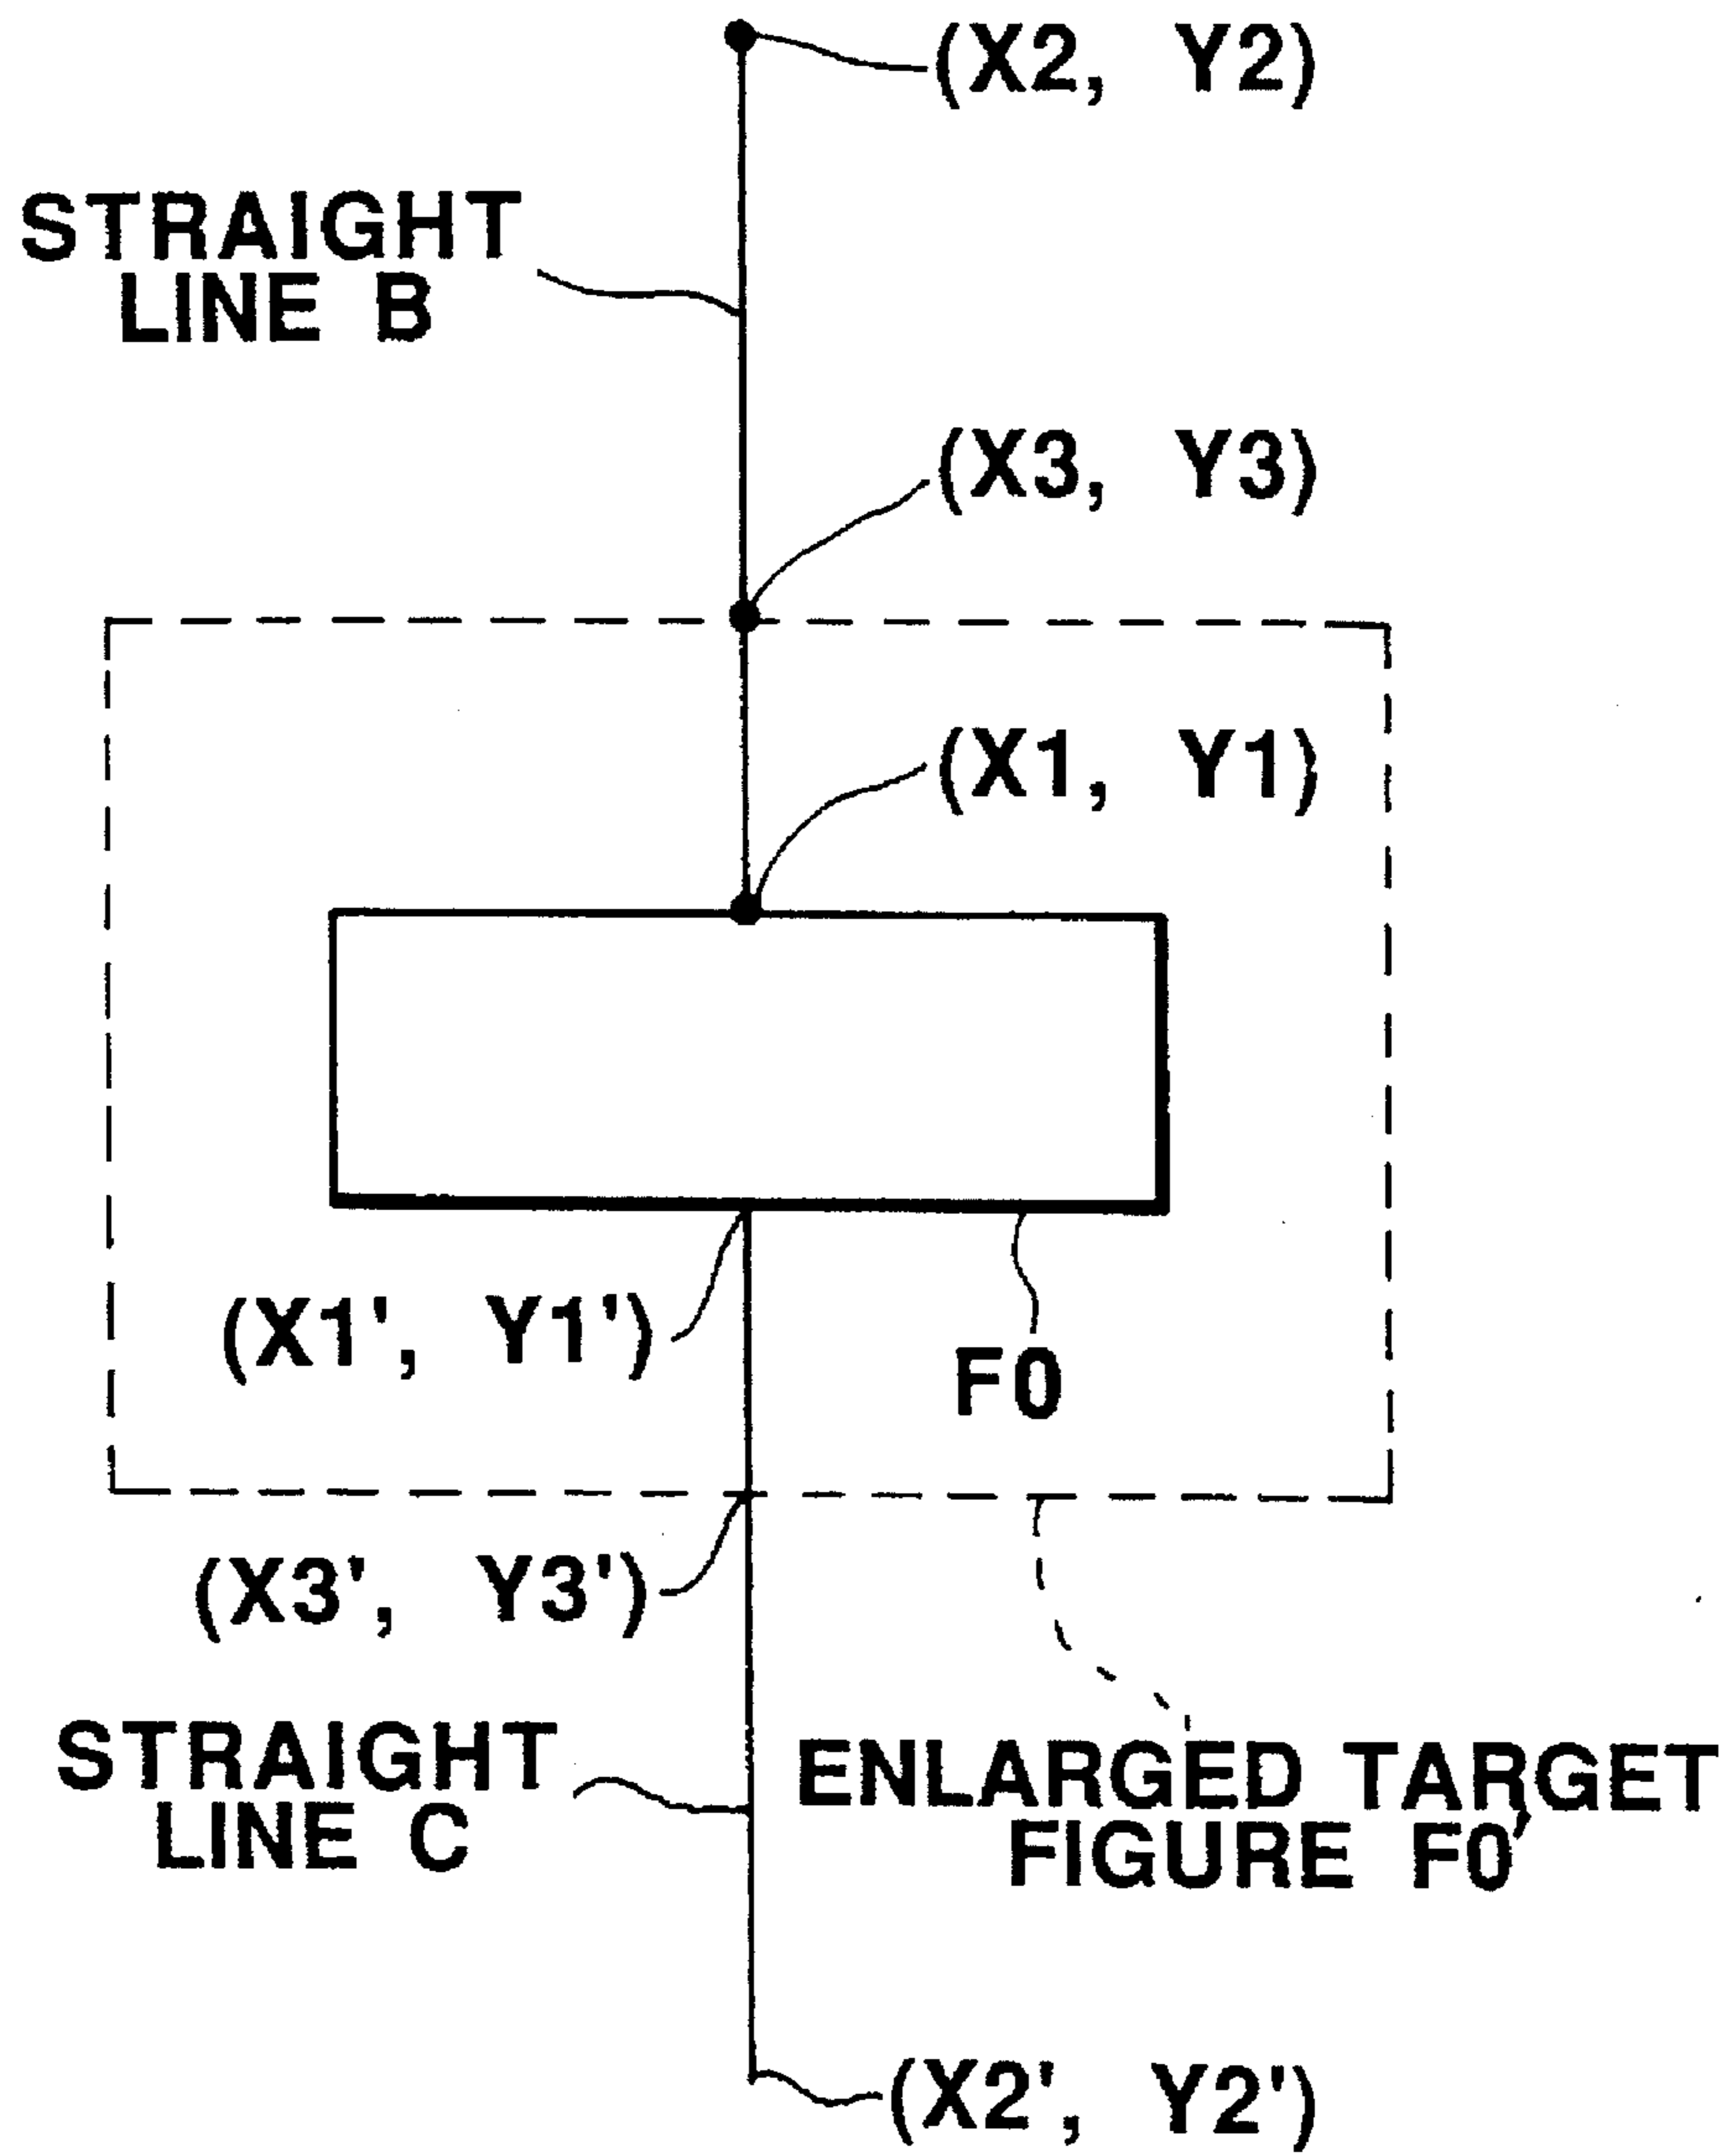 (X2, Y2)
STRAIGHT
LINE B
(X3, Y3)
(X1, Y1)
(X1', Y1')
F0
(X3', Y3')
STRAIGHT
LINE C
ENLARGED TARGET
FIGURE F0'
(X2', Y2')